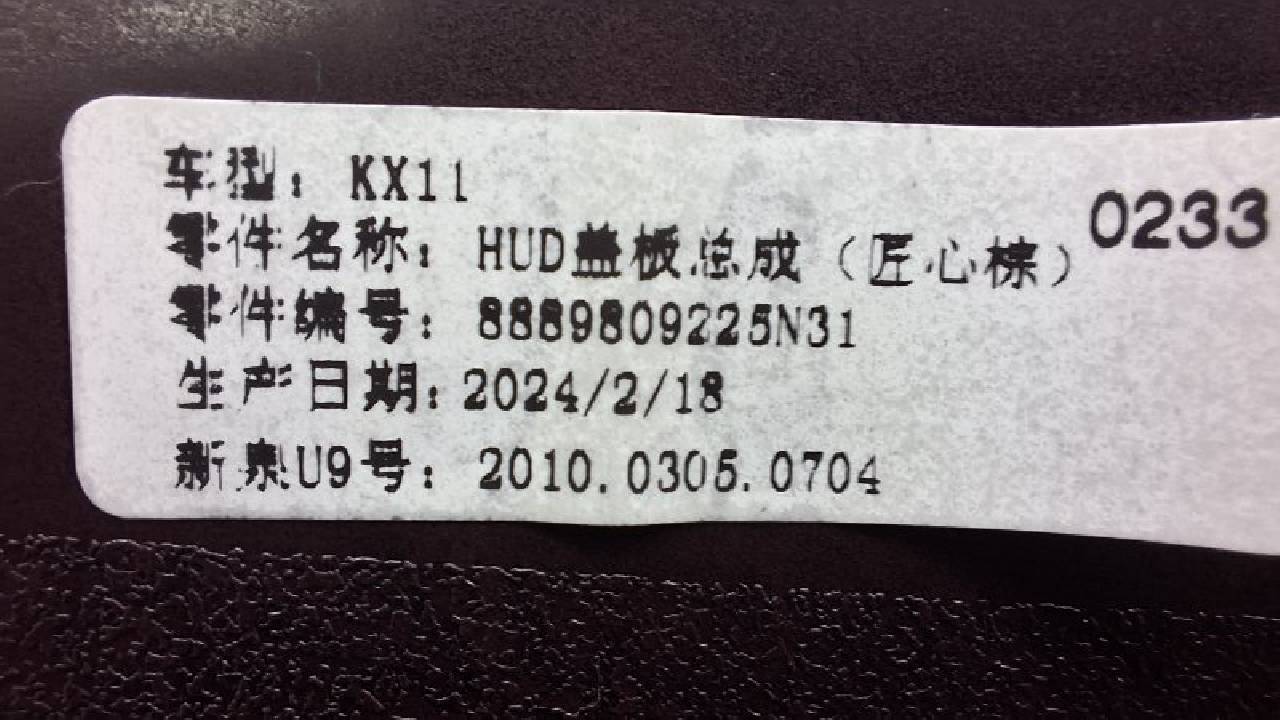 车型：KX11
零件名称：HUD盖板总成（匠心棕）0233
零件编号：8889809225N31
生产日期：2024/2/18
新泉U9号：2010.0305.0704